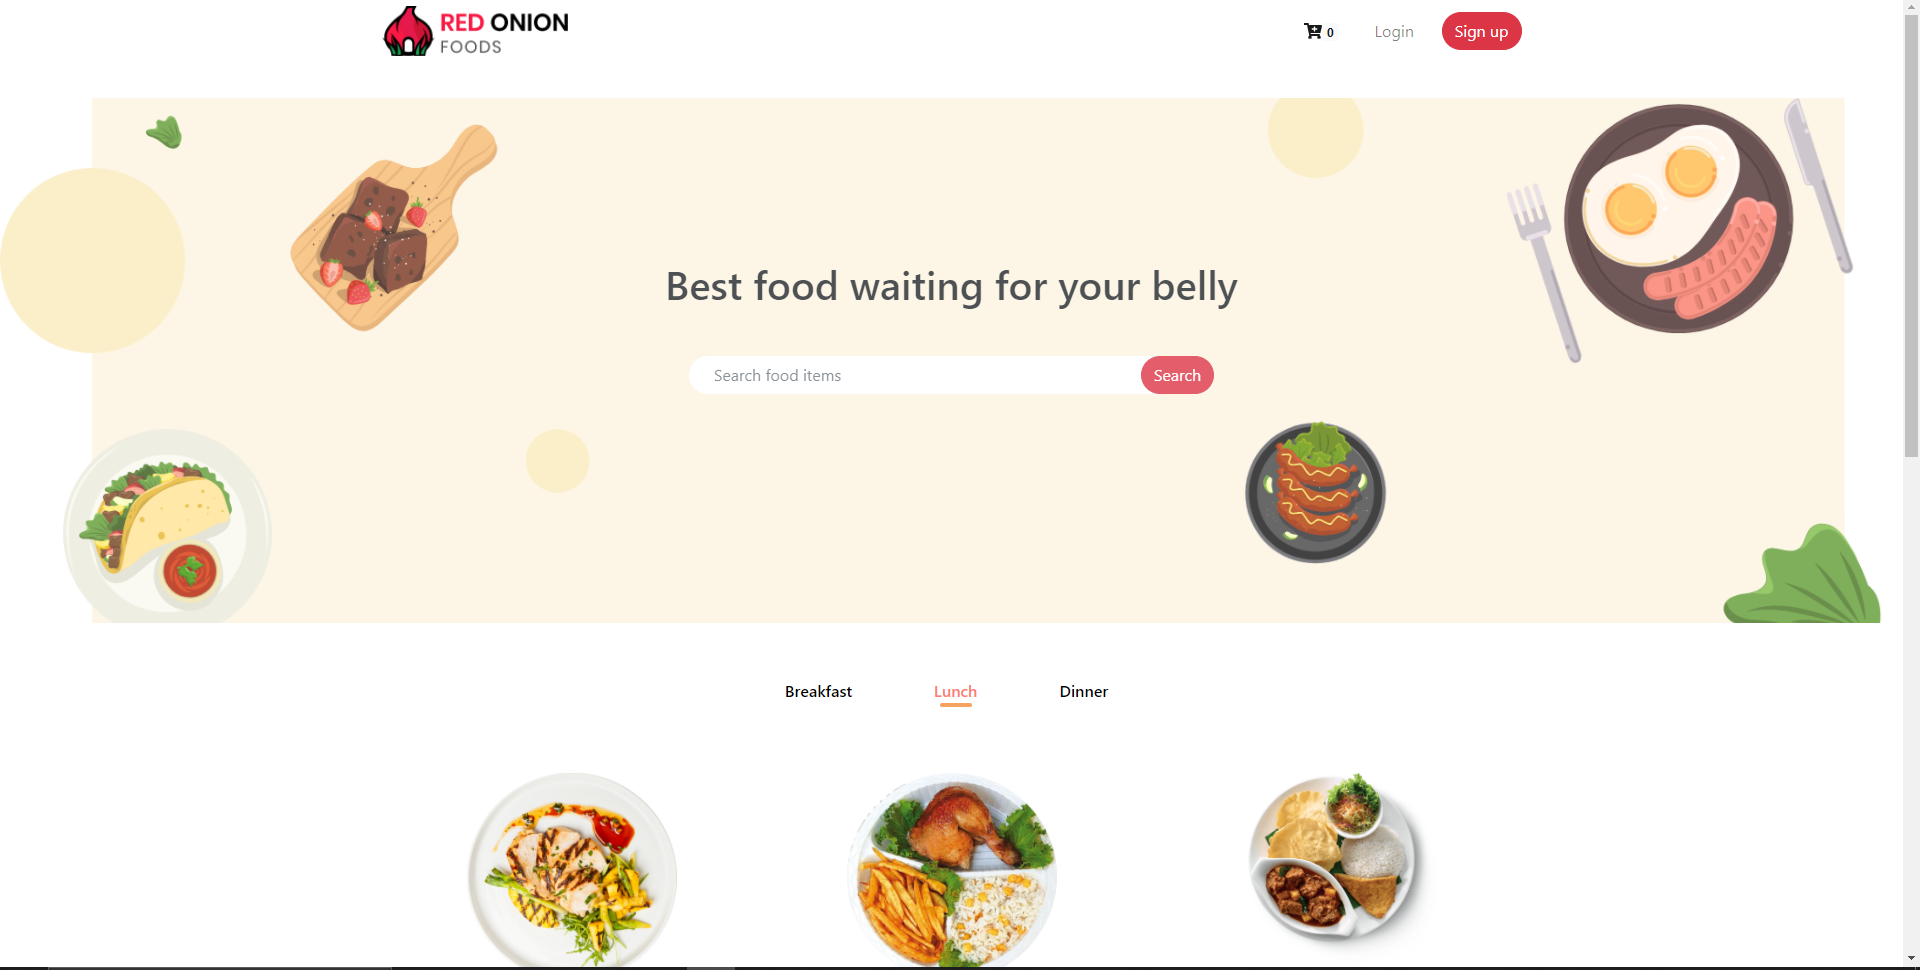 RED ONION
FOODS
0
Login
Sign up
Best food waiting for your belly
Search food items
Search
Breakfast
Lunch
Dinner